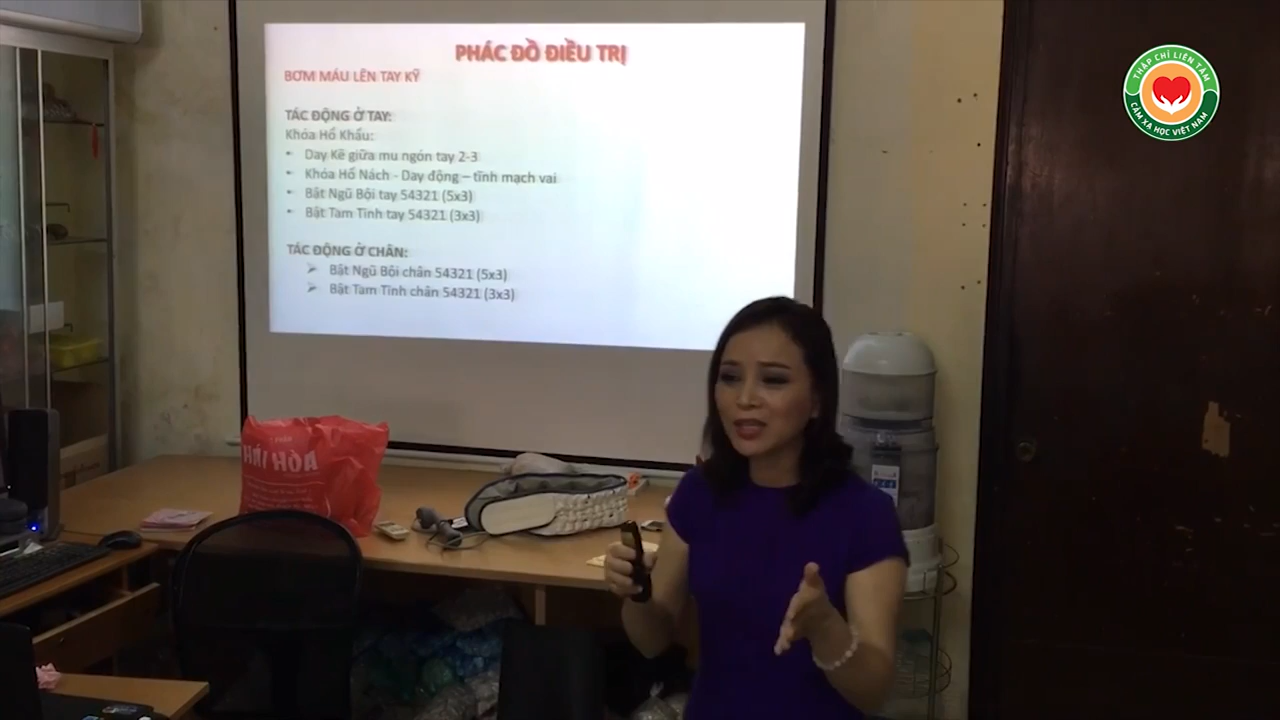 PHÁC ĐỒ ĐIỀU TRỊ
BƠM MÁU LÊN TAY KỸ
TÁC ĐỘNG Ở TAY:
Khóa Hổ Khẩu:
• Day Kẽ giữa mu ngón tay 2-3
• Khóa Hổ Nách - Day động – tĩnh mạch vai
• Bật Ngũ Bội tay 54321 (5x3)
• Bật Tam Tinh tay 54321 (3x3)
TÁC ĐỘNG Ở CHÂN:
➢ Bật Ngũ Bội chân 54321 (5x3)
➢ Bật Tam Tinh chân 54321 (3x3)
THẬP CHỈ LIÊN TÂM
CẢM XẠ HỌC VIỆT NAM